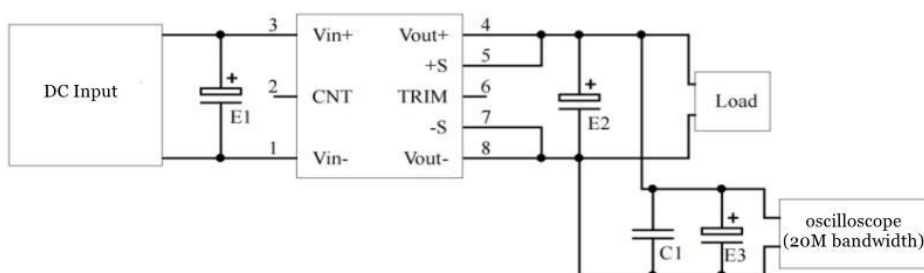 DC Input
E1
3
2
1
Vin+
CNT
Vin-
Vout+
+S
TRIM
-S
Vout-
4
5
6
7
8
+
+
E2
Load
C1
+
E3
oscilloscope
(20M bandwidth)